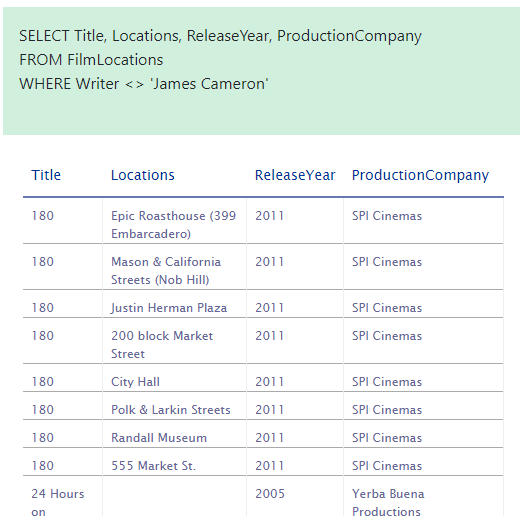 SELECT Title, Locations, ReleaseYear, ProductionCompany
FROM FilmLocations
WHERE Writer <> 'James Cameron'
Title Locations ReleaseYear ProductionCompany
180 Epic Roasthouse (399 2011 SPI Cinemas
Embarcadero)
180 Mason & California 2011 SPI Cinemas
Streets (Nob Hill)
180 Justin Herman Plaza 2011 SPI Cinemas
180 200 block Market 2011 SPI Cinemas
Street
180 City Hall 2011 SPI Cinemas
180 Polk & Larkin Streets 2011 SPI Cinemas
180 Randall Museum 2011 SPI Cinemas
180 555 Market St. 2011 SPI Cinemas
24 Hours 2005 Yerba Buena
on Productions